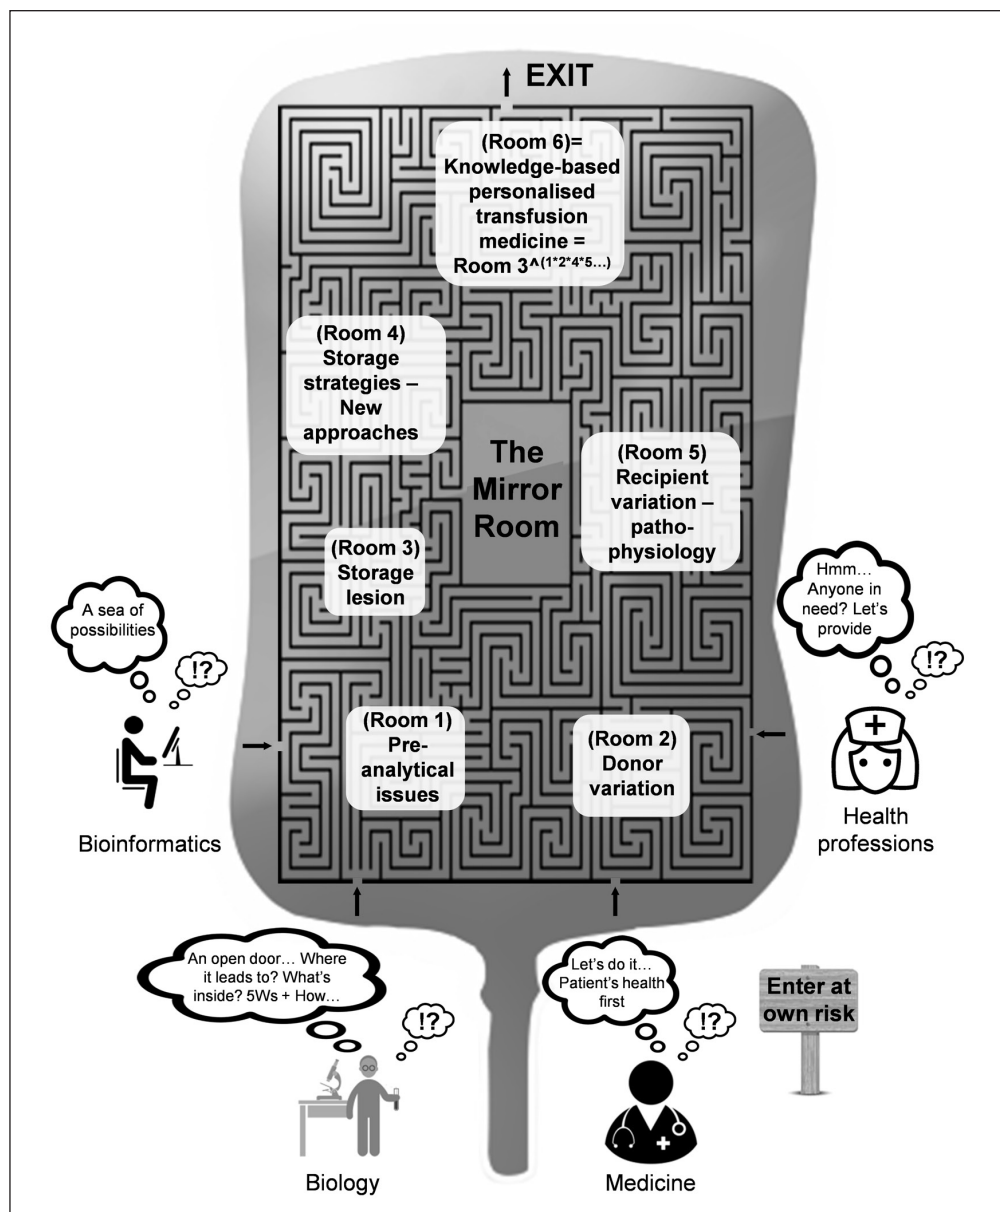 EXIT
(Room 6)=
Knowledge-based
personalised
transfusion
medicine =
Room 3^(1*2*4*5...)
(Room 4)
Storage
strategies –
New
approaches
The
Mirror
Room
(Room 5)
Recipient
variation –
patho-
physiology
(Room 3)
Storage
lesion
A sea of
possibilities
!?
Hmm...
Anyone in
need? Let's
provide
!?
(Room 1)
Pre-
analytical
issues
(Room 2)
Donor
variation
Bioinformatics
Health
professions
An open door... Where
it leads to? What's
inside? 5Ws + How...
!?
Let's do it...
Patient's health
first
!?
Enter at
own risk
Biology
Medicine